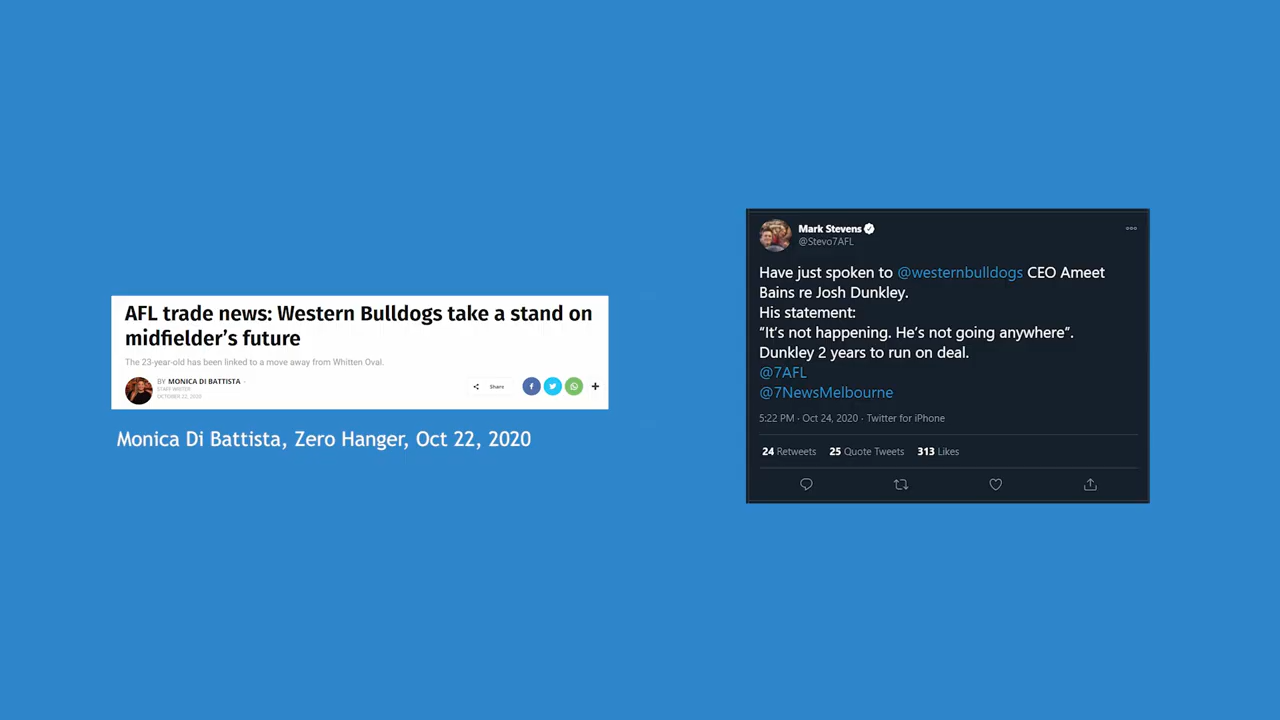 AFL trade news: Western Bulldogs take a stand on
midfielder's future
The 23-year-old has been linked to a move away from Whitten Oval.
BY MONICA DI BATTISTA -
STAFF WRITER
OCTOBER 22, 2020
Share
Monica Di Battista, Zero Hanger, Oct 22, 2020
Mark Stevens
@Stevo7AFL
Have just spoken to @westernbulldogs CEO Ameet
Bains re Josh Dunkley.
His statement:
“It's not happening. He's not going anywhere”.
Dunkley 2 years to run on deal.
@7AFL
@7NewsMelbourne
5:22 PM · Oct 24, 2020 · Twitter for iPhone
24 Retweets 25 Quote Tweets 313 Likes